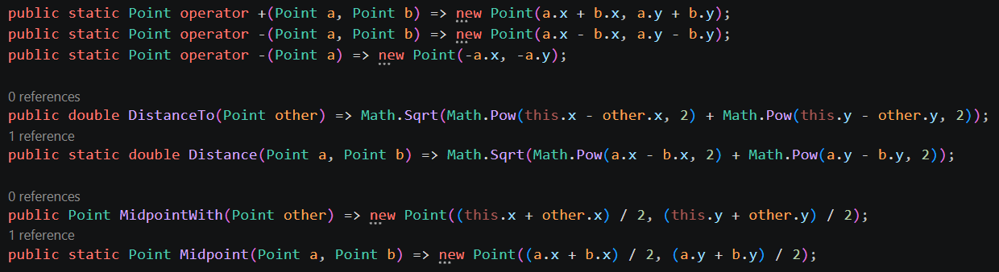 public static Point operator +(Point a, Point b) => new Point(a.x + b.x, a.y + b.y);
public static Point operator -(Point a, Point b) => new Point(a.x - b.x, a.y - b.y);
public static Point operator -(Point a) => new Point(-a.x, -a.y);
0 references
public double DistanceTo(Point other) => Math.Sqrt(Math.Pow(this.x - other.x, 2) + Math.Pow(this.y - other.y, 2));
1 reference
public static double Distance(Point a, Point b) => Math.Sqrt(Math.Pow(a.x - b.x, 2) + Math.Pow(a.y - b.y, 2));
0 references
public Point MidpointWith(Point other) => new Point((this.x + other.x) / 2, (this.y + other.y) / 2);
1 reference
public static Point Midpoint(Point a, Point b) => new Point((a.x + b.x) / 2, (a.y + b.y) / 2);